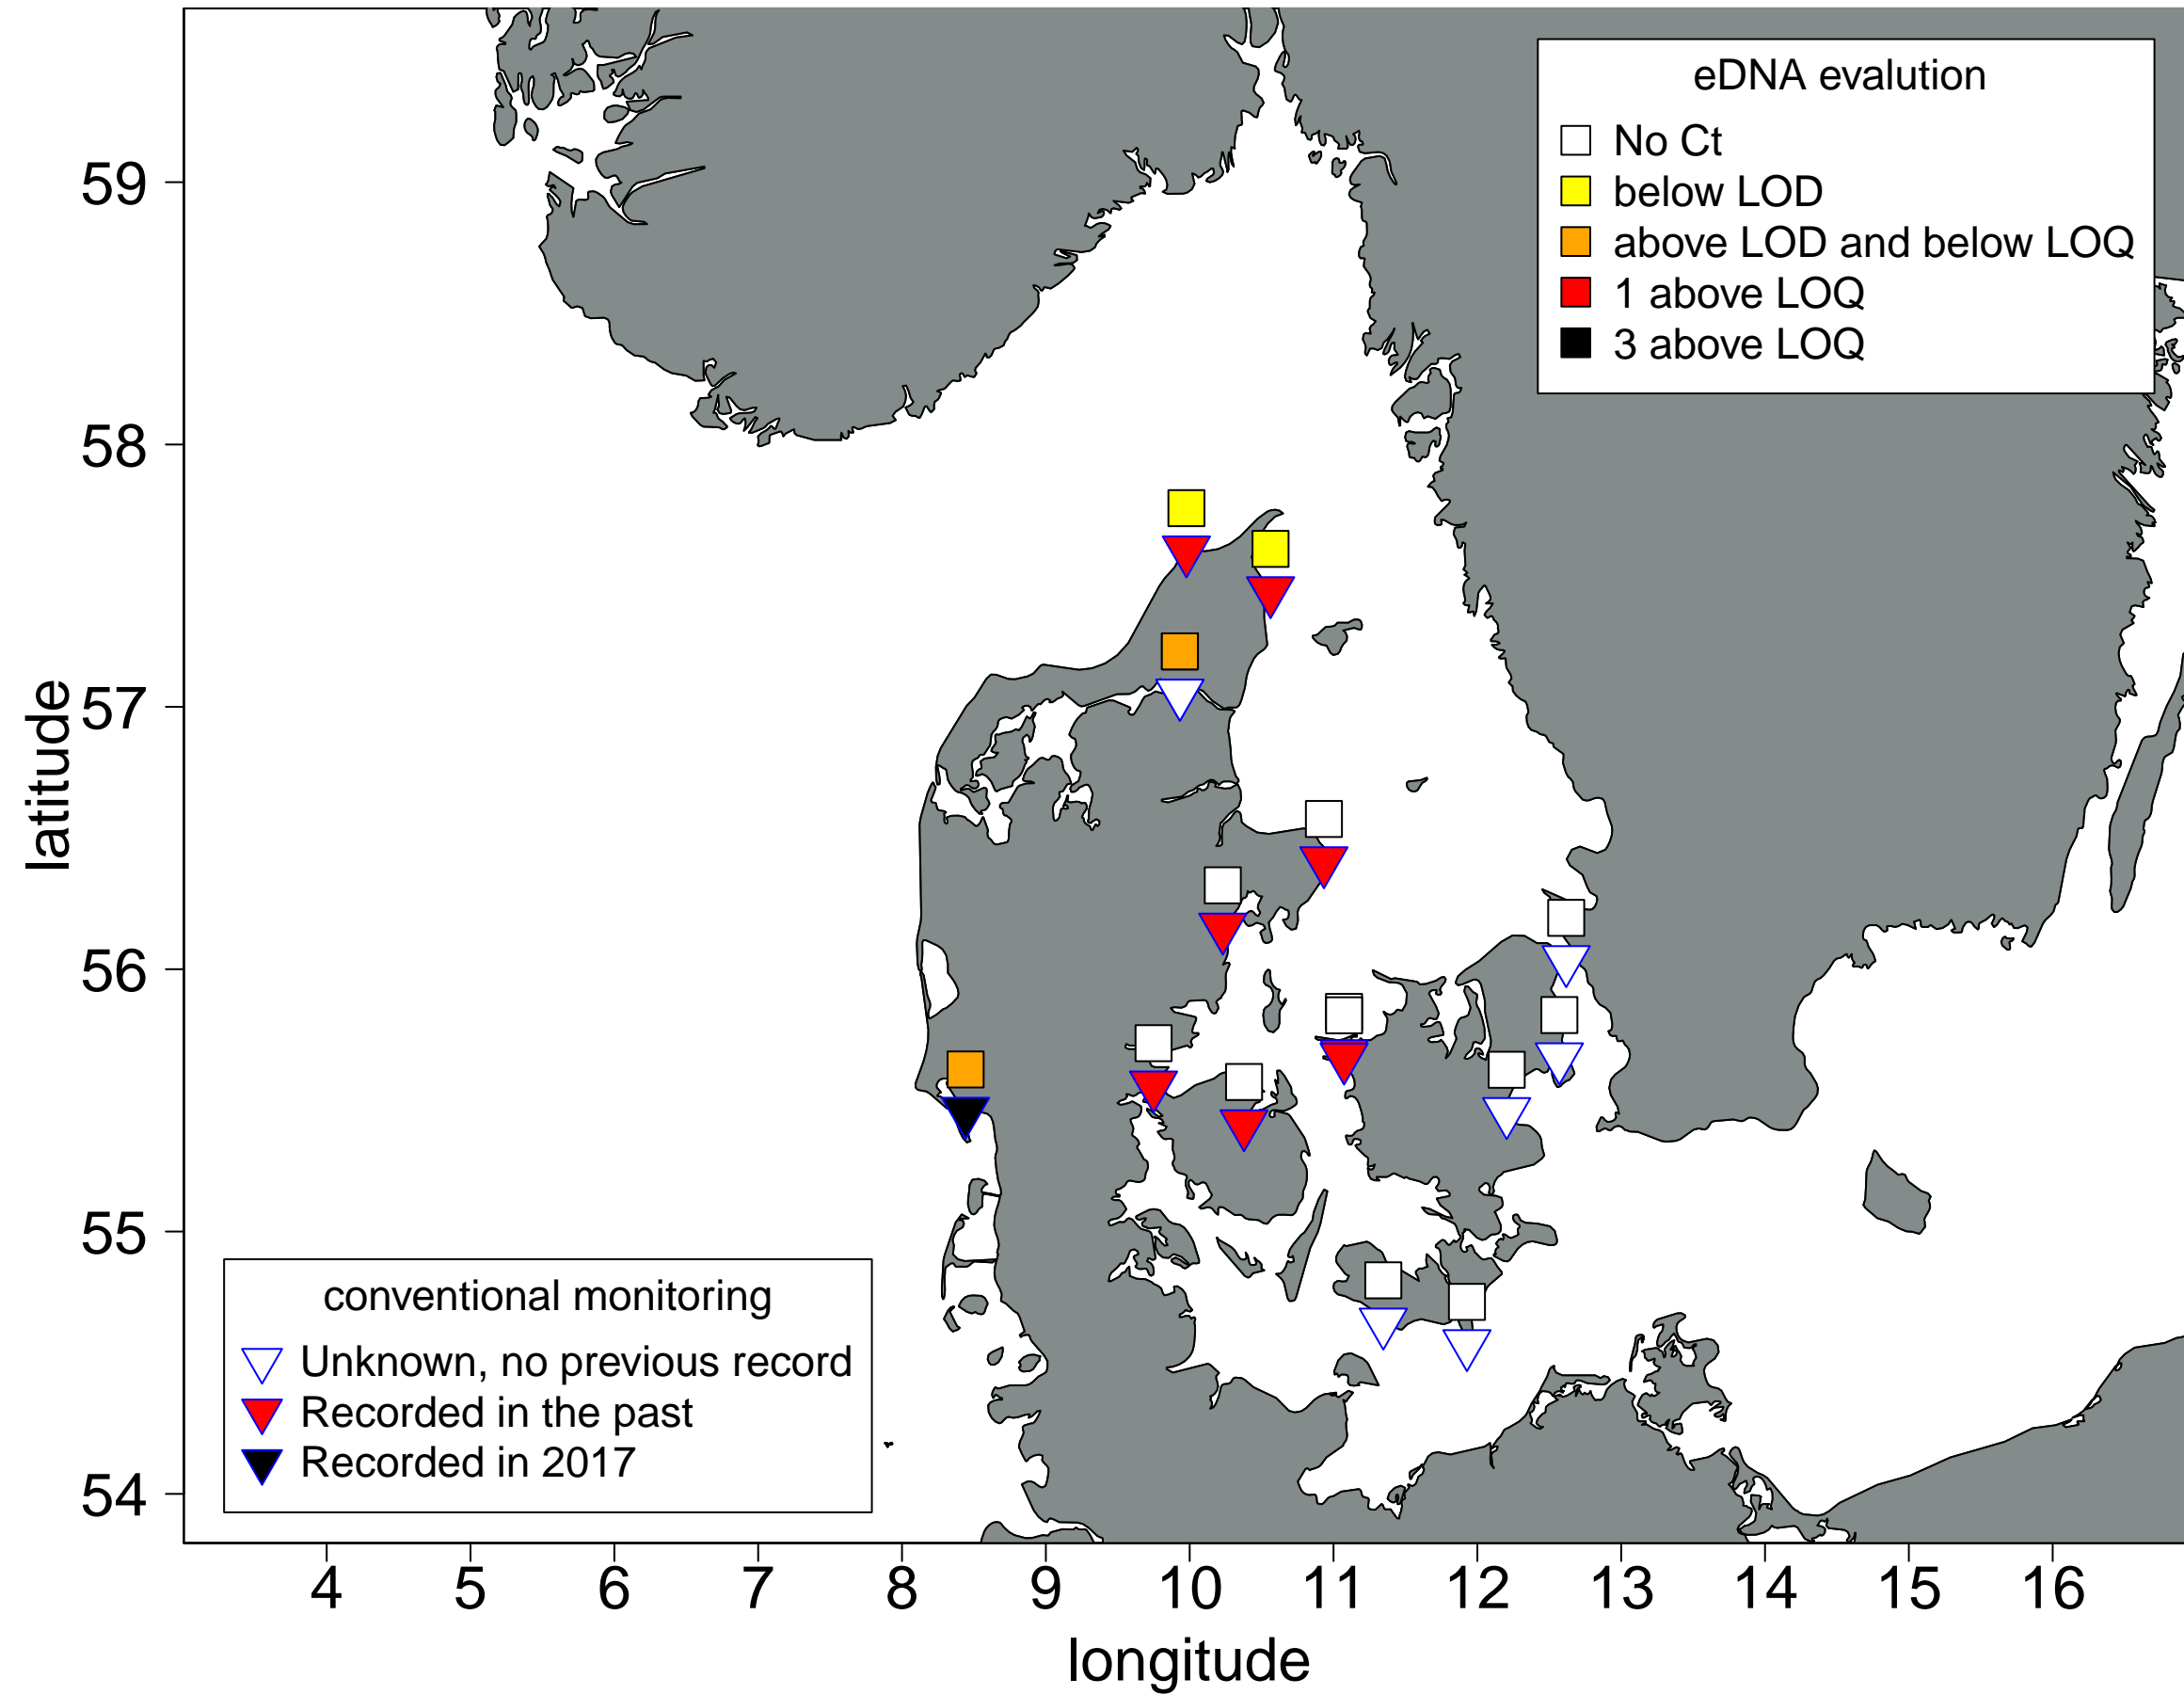 eDNA evalution
No Ct
below LOD
above LOD and below LOQ
1 above LOQ
3 above LOQ
59
58
57
56
55
54
latitude
conventional monitoring
Unknown, no previous record
Recorded in the past
Recorded in 2017
4 5 6 7 8 9 10 11 12 13 14 15 16
longitude